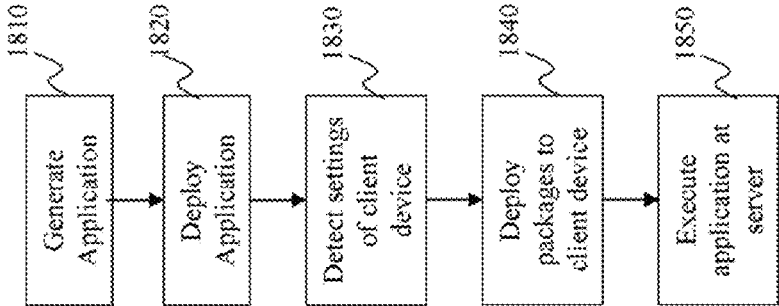 Generate
Application
1810
Deploy
Application
1820
Detect settings
of client
device
1830
Deploy
packages to
client device
1840
Execute
application at
server
1850